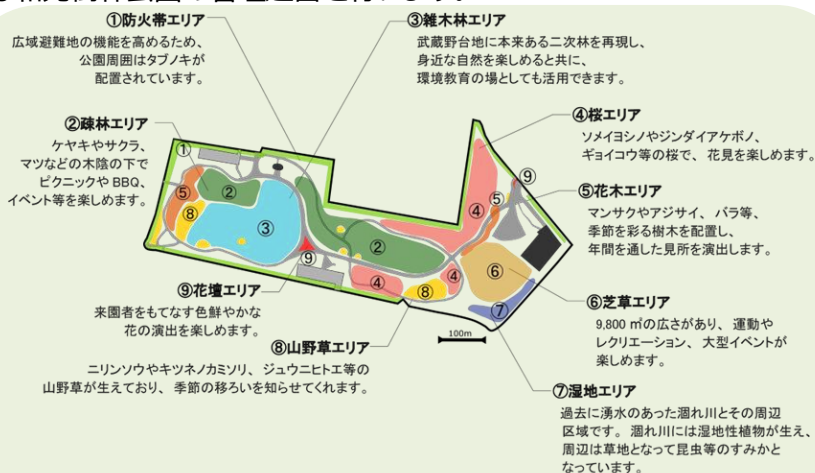 ①防火帯エリア
広域避難地の機能を高めるため、
公園周囲はタブノキが
配置されています。
③雑木林エリア
武蔵野台地に本来ある二次林を再現し、
身近な自然を楽しめると共に、
環境教育の場としても活用できます。
②疎林エリア
ケヤキやサクラ、
マツなどの木陰の下で
ピクニックや BBQ、
イベント等を楽しめます。
④桜エリア
ソメイヨシノやジンダイアケボノ、
ギョイコウ等の桜で、花見を楽しめます。
⑤花木エリア
マンサクやアジサイ、バラ等、
季節を彩る樹木を配置し、
年間を通した見所を演出します。
①
②
⑤
⑧
③
②
④
⑨
⑤
④
⑧
④
⑥
⑦
⑨
100m
⑨花壇エリア
来園者をもてなす色鮮やかな
花の演出を楽しめます。
⑥芝草エリア
9,800 ㎡の広さがあり、運動や
レクリエーション、大型イベントが
楽しめます。
⑧山野草エリア
ニリンソウやキツネノカミソリ、ジュウニヒトエ等の
山野草が生えており、季節の移ろいを知らせてくれます。
⑦湿地エリア
過去に湧水のあった涸れ川とその周辺
区域です。涸れ川には湿地性植物が生え、
周辺は草地となって昆虫等のすみかと
なっています。